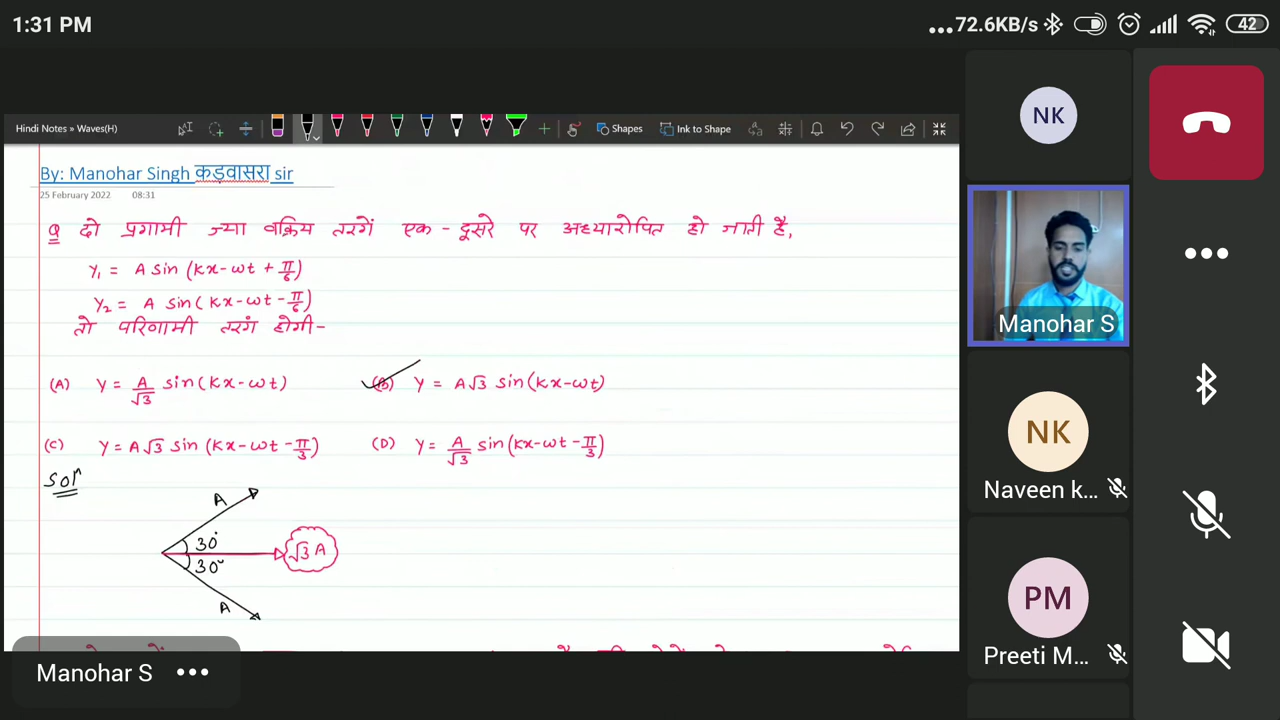 1:31 PM
...72.6KB/s 42
Hindi Notes » Waves(H)
Shapes Ink to Shape
By: Manohar Singh कड़वासरा sir
25 February 2022 08:31
Q दो प्रगामी ज्या वक्रिय तरंगें एक - दूसरे पर अध्यारोपित हो जाती है,
Y₁ = A sin (Kx-ωt + π/6)
Y₂ = A sin( Kx-ωt - π/6)
तो परिणामी तरंग होगी-
(A) Y = A/√3 sin(Kx-ωt) (B) Y = A√3 sin(Kx-ωt)
(C) Y = A√3 sin (Kx-ωt - π/3) (D) Y = A/√3 sin(Kx-ωt - π/3)
Solⁿ
A
30°
√3 A
30°
A
NK
Manohar S
NK
Naveen k...
PM
Preeti M...
Manohar S ...